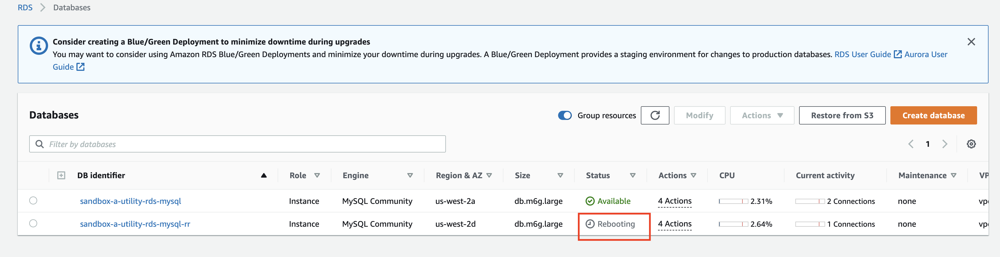 RDS > Databases
Consider creating a Blue/Green Deployment to minimize downtime during upgrades
You may want to consider using Amazon RDS Blue/Green Deployments and minimize your downtime during upgrades. A Blue/Green Deployment provides a staging environment for changes to production databases. RDS User Guide Aurora User
Guide
Databases Group resources Modify Actions Restore from S3 Create database
Filter by databases 1
DB identifier Role Engine Region & AZ Size Status Actions CPU Current activity Maintenance VP
sandbox-a-utility-rds-mysql Instance MySQL Community us-west-2a db.m6g.large Available 4 Actions 2.31% 2 Connections none vp
sandbox-a-utility-rds-mysql-rr Instance MySQL Community us-west-2d db.m6g.large Rebooting 4 Actions 2.64% 1 Connections none vp